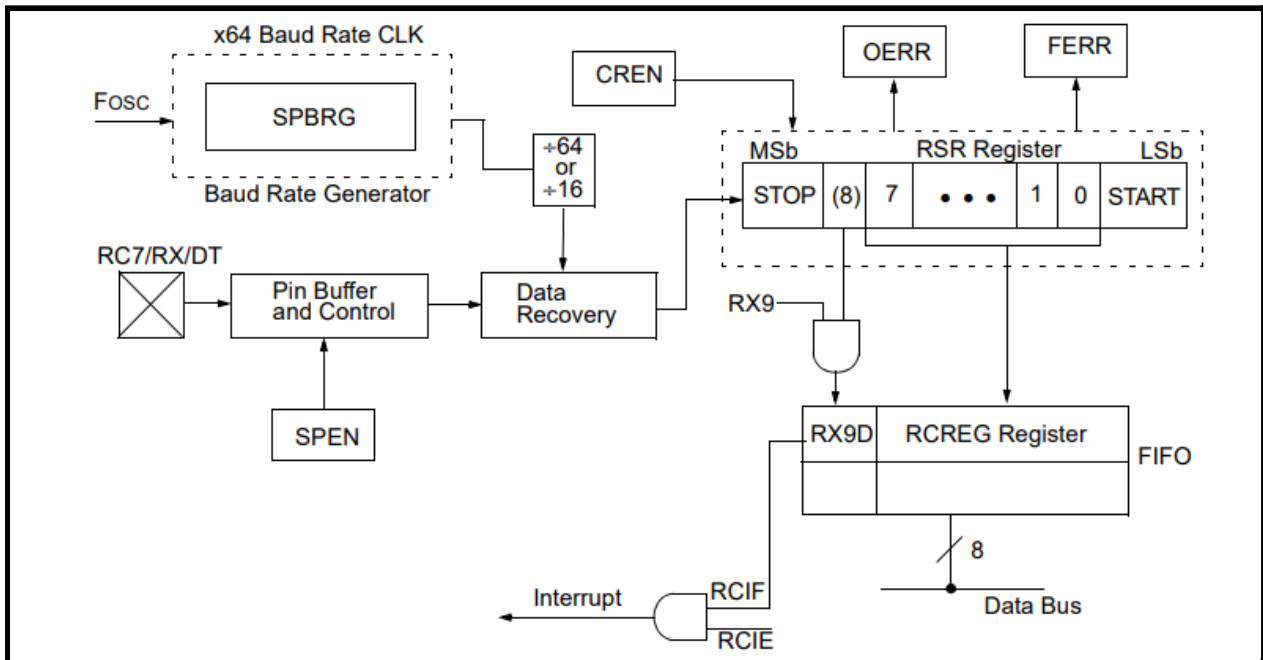 x64 Baud Rate CLK
FOSC
SPBRG
Baud Rate Generator
÷64
or
÷16
CREN
OERR
FERR
MSb
RSR Register
LSb
STOP
(8)
7
• • •
1
0
START
RC7/RX/DT
Pin Buffer
and Control
Data
Recovery
SPEN
RX9
RX9D
RCREG Register
FIFO
8
Data Bus
Interrupt
RCIF
RCIE